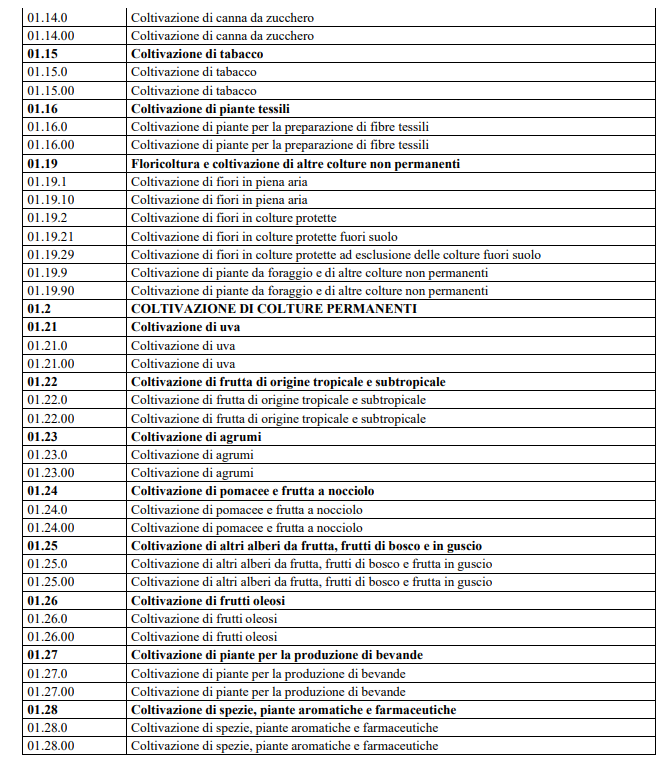 01.14.0 Coltivazione di canna da zucchero
01.14.00 Coltivazione di canna da zucchero
01.15 Coltivazione di tabacco
01.15.0 Coltivazione di tabacco
01.15.00 Coltivazione di tabacco
01.16 Coltivazione di piante tessili
01.16.0 Coltivazione di piante per la preparazione di fibre tessili
01.16.00 Coltivazione di piante per la preparazione di fibre tessili
01.19 Floricoltura e coltivazione di altre colture non permanenti
01.19.1 Coltivazione di fiori in piena aria
01.19.10 Coltivazione di fiori in piena aria
01.19.2 Coltivazione di fiori in colture protette
01.19.21 Coltivazione di fiori in colture protette fuori suolo
01.19.29 Coltivazione di fiori in colture protette ad esclusione delle colture fuori suolo
01.19.9 Coltivazione di piante da foraggio e di altre colture non permanenti
01.19.90 Coltivazione di piante da foraggio e di altre colture non permanenti
01.2 COLTIVAZIONE DI COLTURE PERMANENTI
01.21 Coltivazione di uva
01.21.0 Coltivazione di uva
01.21.00 Coltivazione di uva
01.22 Coltivazione di frutta di origine tropicale e subtropicale
01.22.0 Coltivazione di frutta di origine tropicale e subtropicale
01.22.00 Coltivazione di frutta di origine tropicale e subtropicale
01.23 Coltivazione di agrumi
01.23.0 Coltivazione di agrumi
01.23.00 Coltivazione di agrumi
01.24 Coltivazione di pomacee e frutta a nocciolo
01.24.0 Coltivazione di pomacee e frutta a nocciolo
01.24.00 Coltivazione di pomacee e frutta a nocciolo
01.25 Coltivazione di altri alberi da frutta, frutti di bosco e in guscio
01.25.0 Coltivazione di altri alberi da frutta, frutti di bosco e frutta in guscio
01.25.00 Coltivazione di altri alberi da frutta, frutti di bosco e frutta in guscio
01.26 Coltivazione di frutti oleosi
01.26.0 Coltivazione di frutti oleosi
01.26.00 Coltivazione di frutti oleosi
01.27 Coltivazione di piante per la produzione di bevande
01.27.0 Coltivazione di piante per la produzione di bevande
01.27.00 Coltivazione di piante per la produzione di bevande
01.28 Coltivazione di spezie, piante aromatiche e farmaceutiche
01.28.0 Coltivazione di spezie, piante aromatiche e farmaceutiche
01.28.00 Coltivazione di spezie, piante aromatiche e farmaceutiche